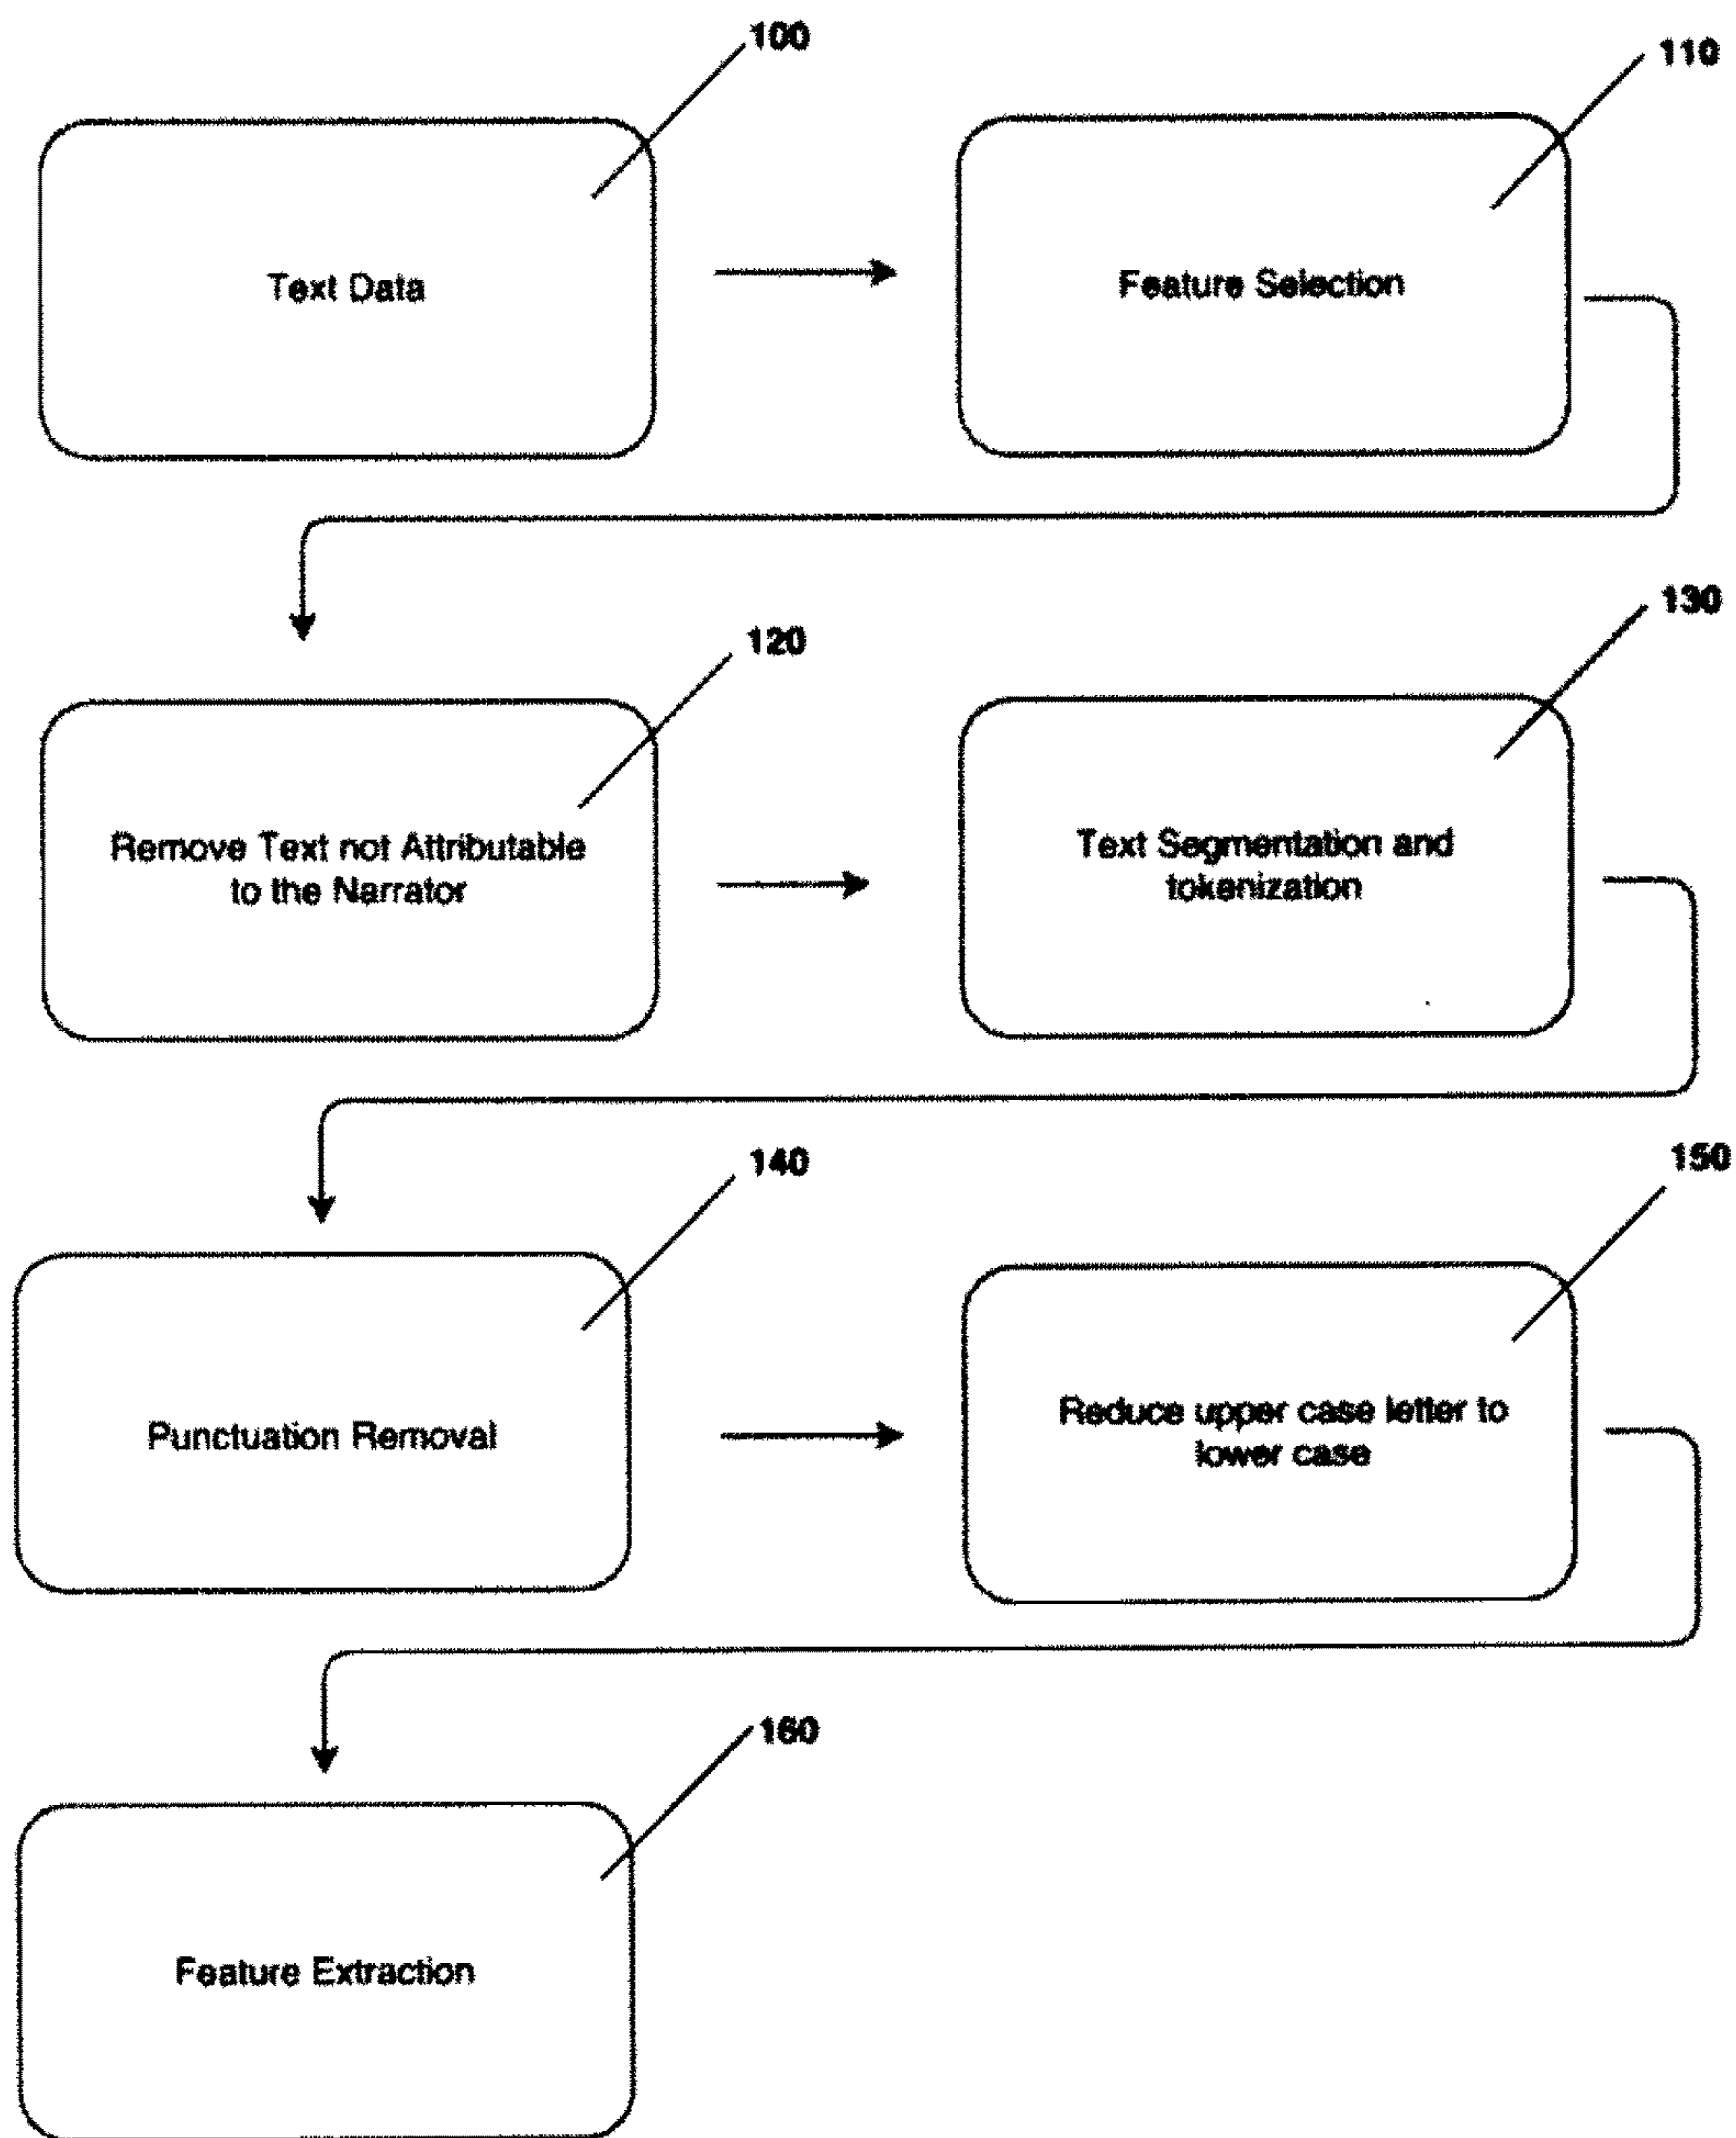 100
110
Text Data
Feature Selection
120
130
Remove Text not Attributable
to the Narrator
Text Segmentation and
tokenization
140
150
Punctuation Removal
Reduce upper case letter to
lower case
160
Feature Extraction